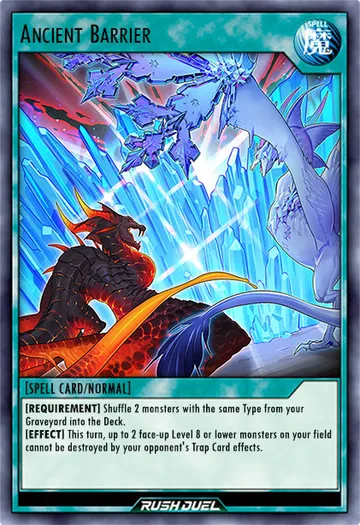 ANCIENT BARRIER
SPELL
魔
[SPELL CARD/NORMAL]
[REQUIREMENT] Shuffle 2 monsters with the same Type from your
Graveyard into the Deck.
[EFFECT] This turn, up to 2 face-up Level 8 or lower monsters on your field
cannot be destroyed by your opponent's Trap Card effects.
RUSH DUEL